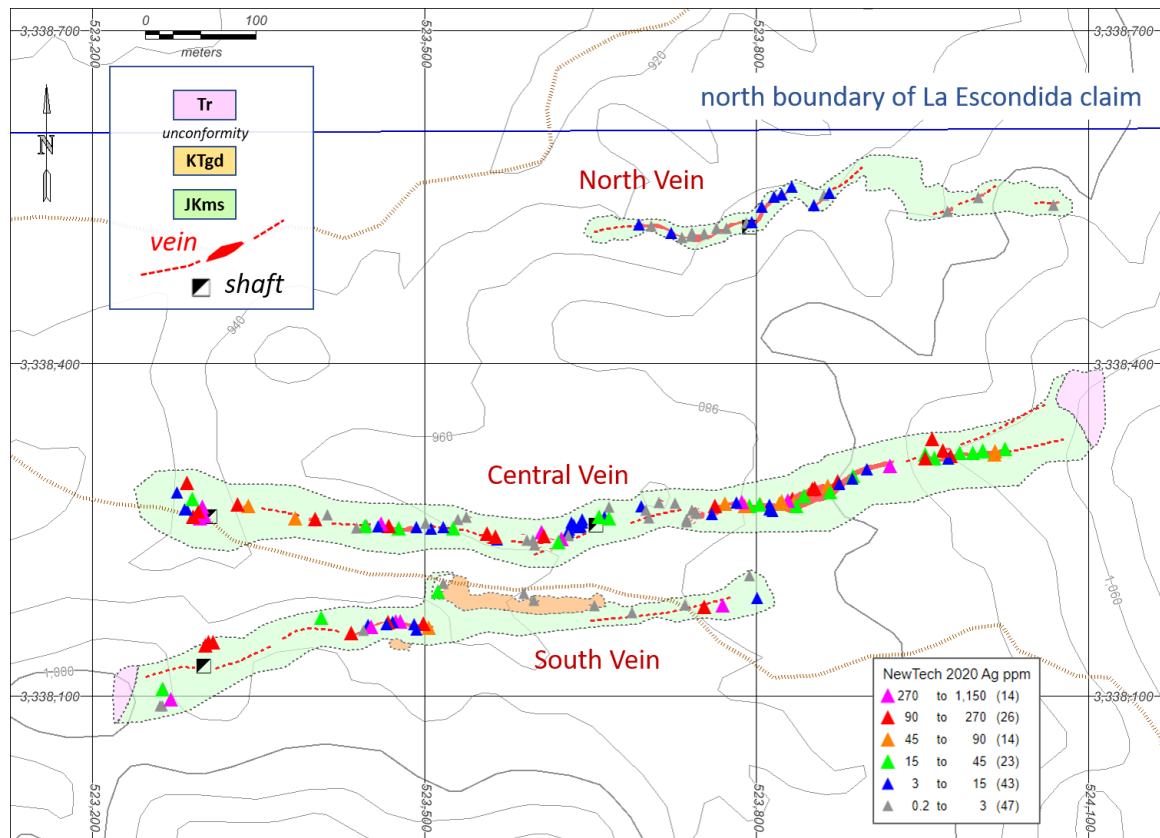 3,338,700
523,200
523,500
523,800
3,338,700
0 100
meters
920
north boundary of La Escondida claim
Tr
unconformity
KTgd
JKms
vein
shaft
N
North Vein
940
3,338,400
3,338,400
960
980
Central Vein
1,060
South Vein
1,000
3,338,100
3,338,100
NewTech 2020 Ag ppm
270 to 1,150 (14)
90 to 270 (26)
45 to 90 (14)
15 to 45 (23)
3 to 15 (43)
0.2 to 3 (47)
523,200
523,500
523,800
524,100